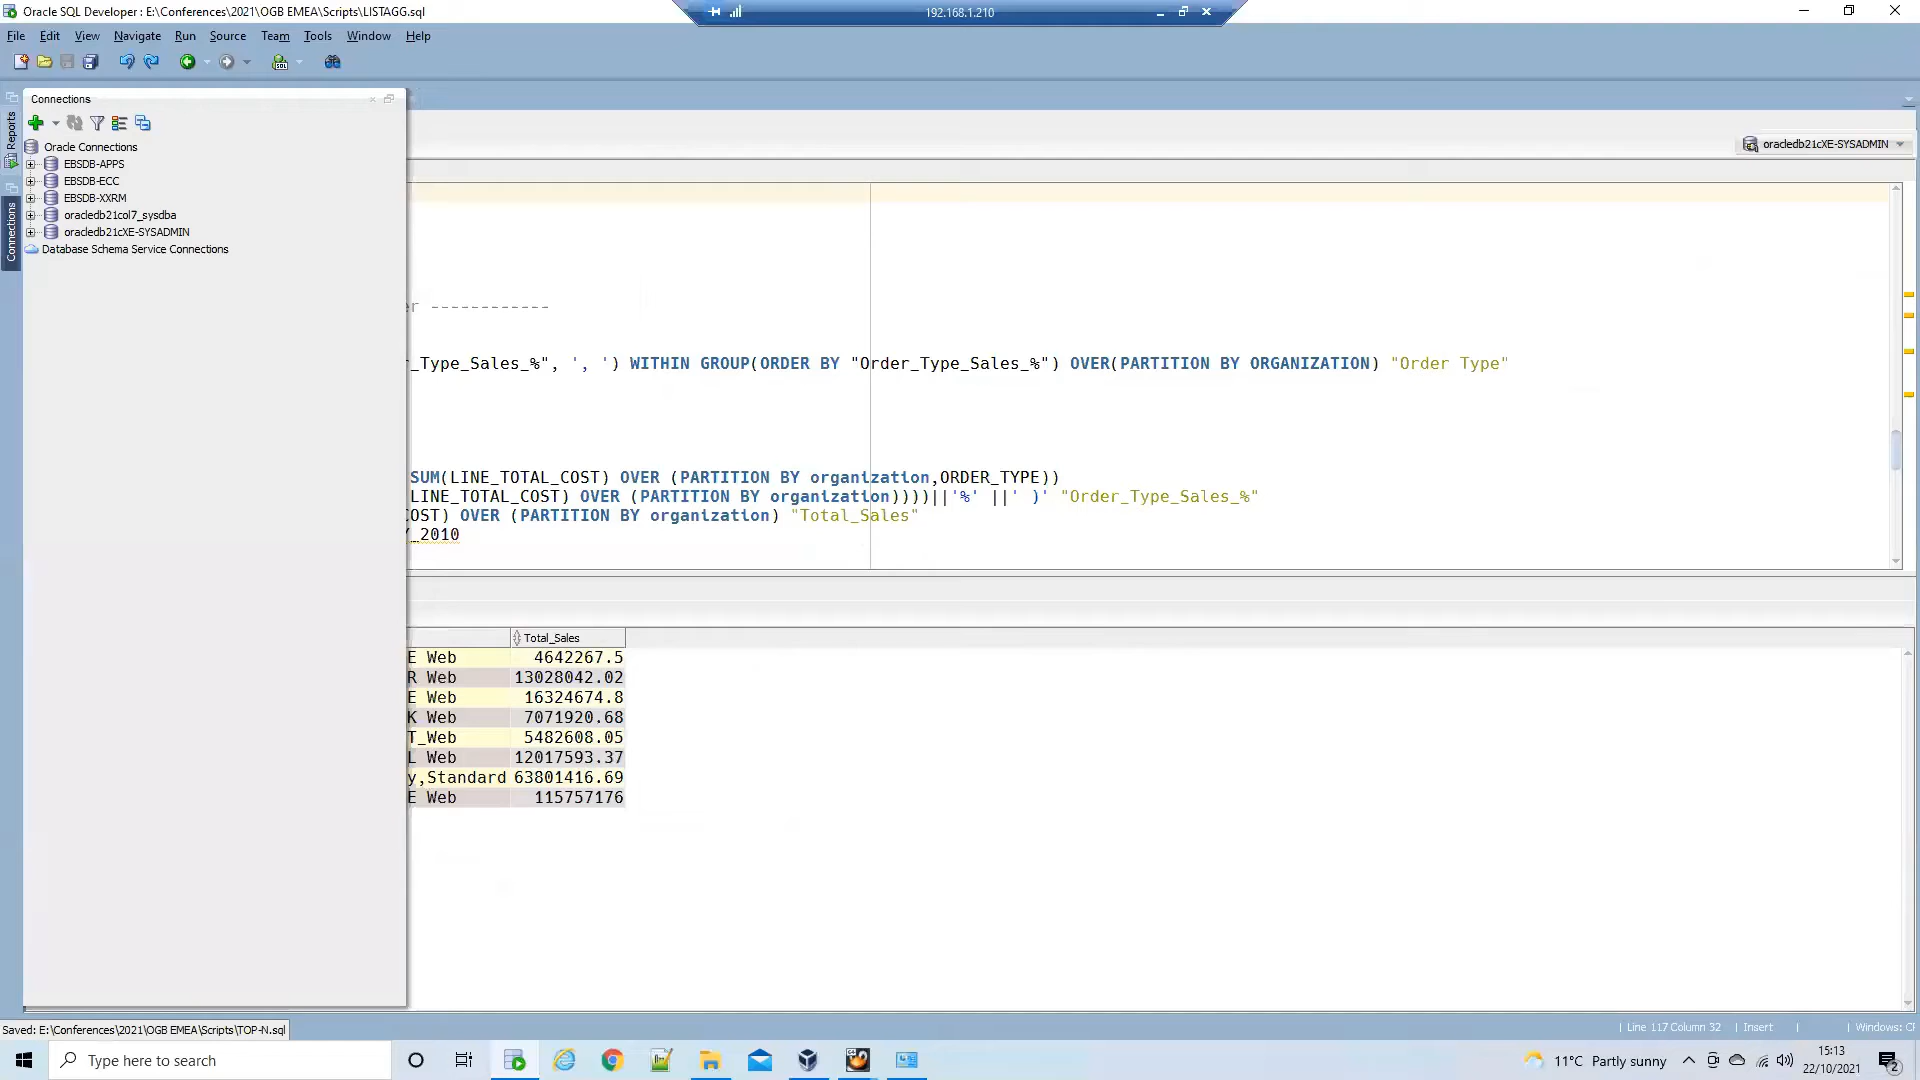 Oracle SQL Developer : E:\Conferences\2021\OGB EMEA\Scripts\LISTAGG.sql
192.168.1.210
File Edit View Navigate Run Source Team Tools Window Help
Connections
Reports
Connections
Oracle Connections
EBSDB-APPS
EBSDB-ECC
EBSDB-XXRM
oracledb21col7_sysdba
oracledb21cXE-SYSADMIN
Database Schema Service Connections
oracledb21cXE-SYSADMIN
er ------------
r_Type_Sales_%", ', ') WITHIN GROUP(ORDER BY "Order_Type_Sales_%") OVER(PARTITION BY ORGANIZATION) "Order Type"
SUM(LINE_TOTAL_COST) OVER (PARTITION BY organization,ORDER_TYPE))
LINE_TOTAL_COST) OVER (PARTITION BY organization))))||'%' ||' )' "Order_Type_Sales_%"
COST) OVER (PARTITION BY organization) "Total_Sales"
Y_2010
Total_Sales
E Web 4642267.5
R Web 13028042.02
E Web 16324674.8
K Web 7071920.68
T_Web 5482608.05
L Web 12017593.37
y,Standard 63801416.69
E Web 115757176
Saved: E:\Conferences\2021\OGB EMEA\Scripts\TOP-N.sql
Line 117 Column 32 Insert Windows: CF
Type here to search
11°C Partly sunny
15:13
22/10/2021
2